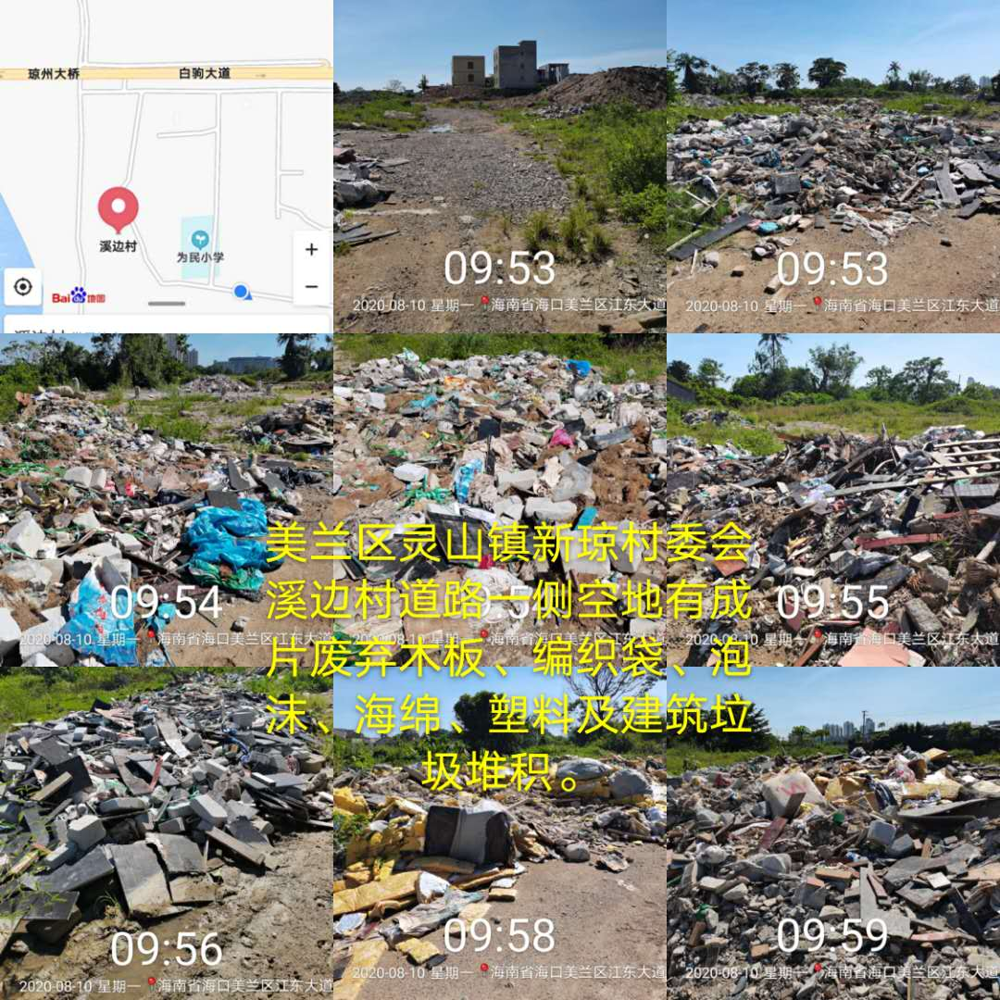 琼州大桥
白驹大道
溪边村
为民小学
Bai地图
09:53
2020-08-10 星期一 海南省海口美兰区江东大道
09:53
2020-08-10 星期一 海南省海口美兰区江东大道
09:54
2020-08-10 星期一 海南省海口美兰区江东大道
2020-08-10 星期一 海南省海口美兰区江东大道
09:55
2020-08-10 星期一 海南省海口美兰区江东大道
美兰区灵山镇新琼村委会
溪边村道路一侧空地有成
片废弃木板、编织袋、泡
沫、海绵、塑料及建筑垃
圾堆积。
09:56
2020-08-10 星期一 海南省海口美兰区江东大道
09:58
2020-08-10 星期一 海南省海口美兰区江东大道
09:59
2020-08-10 星期一 海南省海口美兰区江东大道